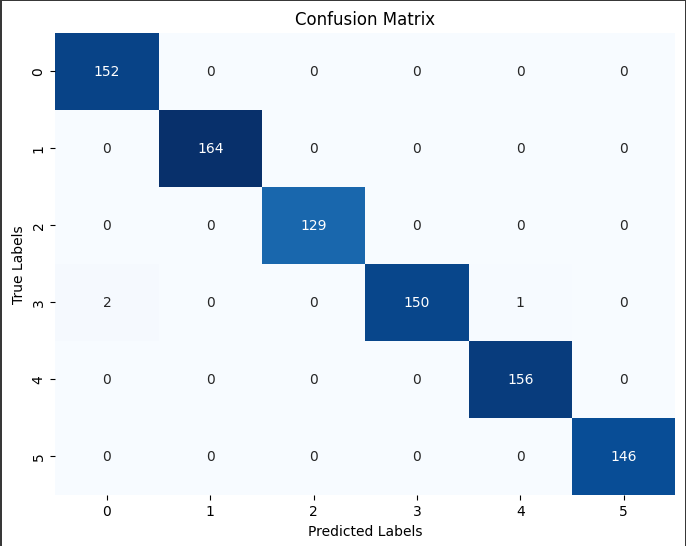 Confusion Matrix
0 152 0 0 0 0 0
1 0 164 0 0 0 0
2 0 0 129 0 0 0
True Labels
3 2 0 0 150 1 0
4 0 0 0 0 156 0
5 0 0 0 0 0 146
0 1 2 3 4 5
Predicted Labels